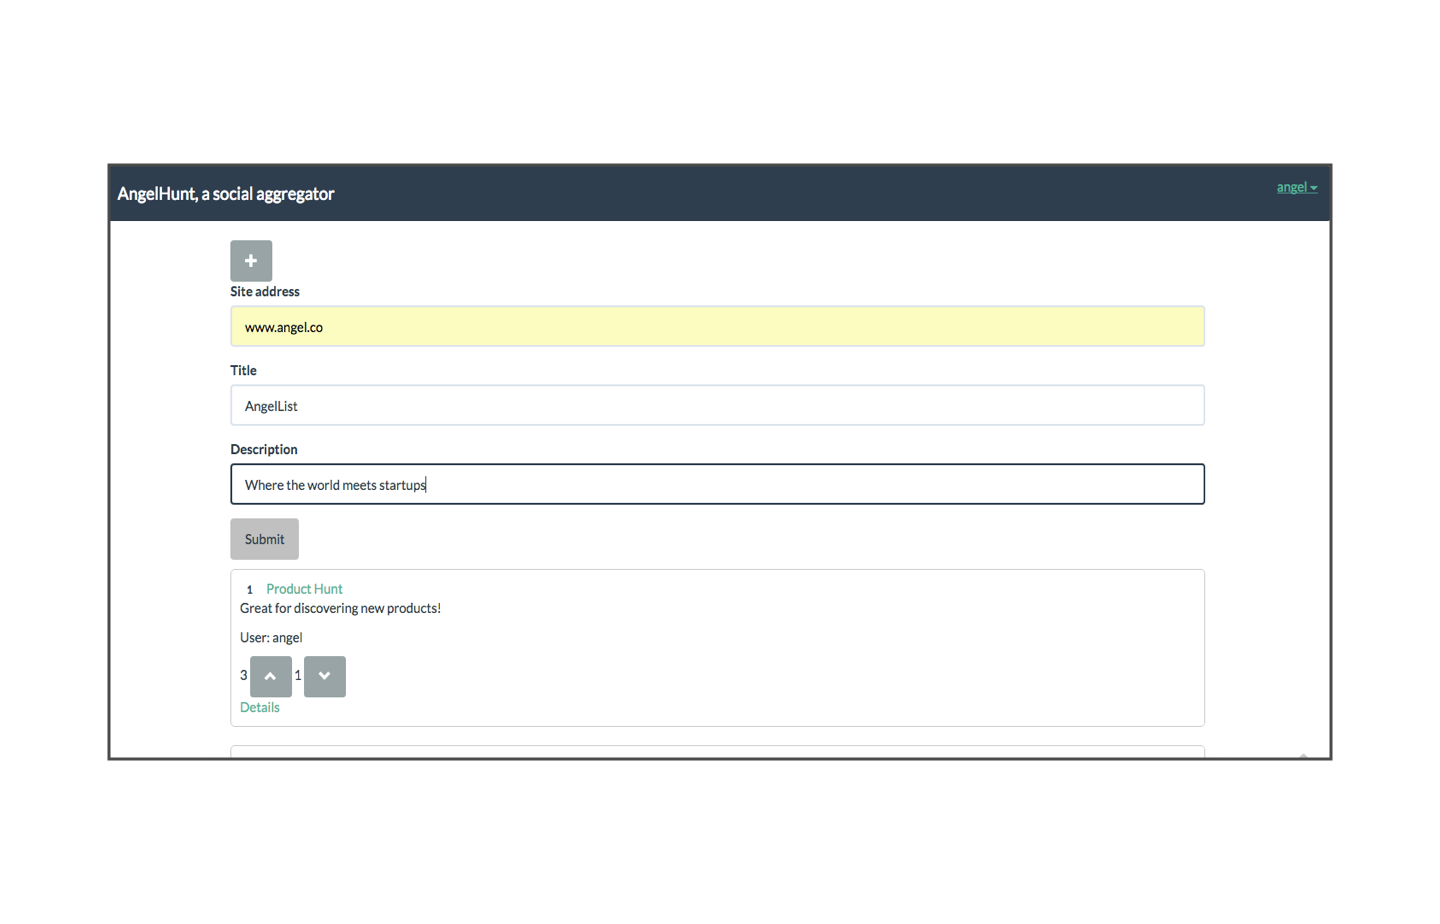 AngelHunt, a social aggregator
angel
Site address
www.angel.co
Title
AngelList
Description
Where the world meets startups
Submit
1 Product Hunt
Great for discovering new products!
User: angel
3 1
Details